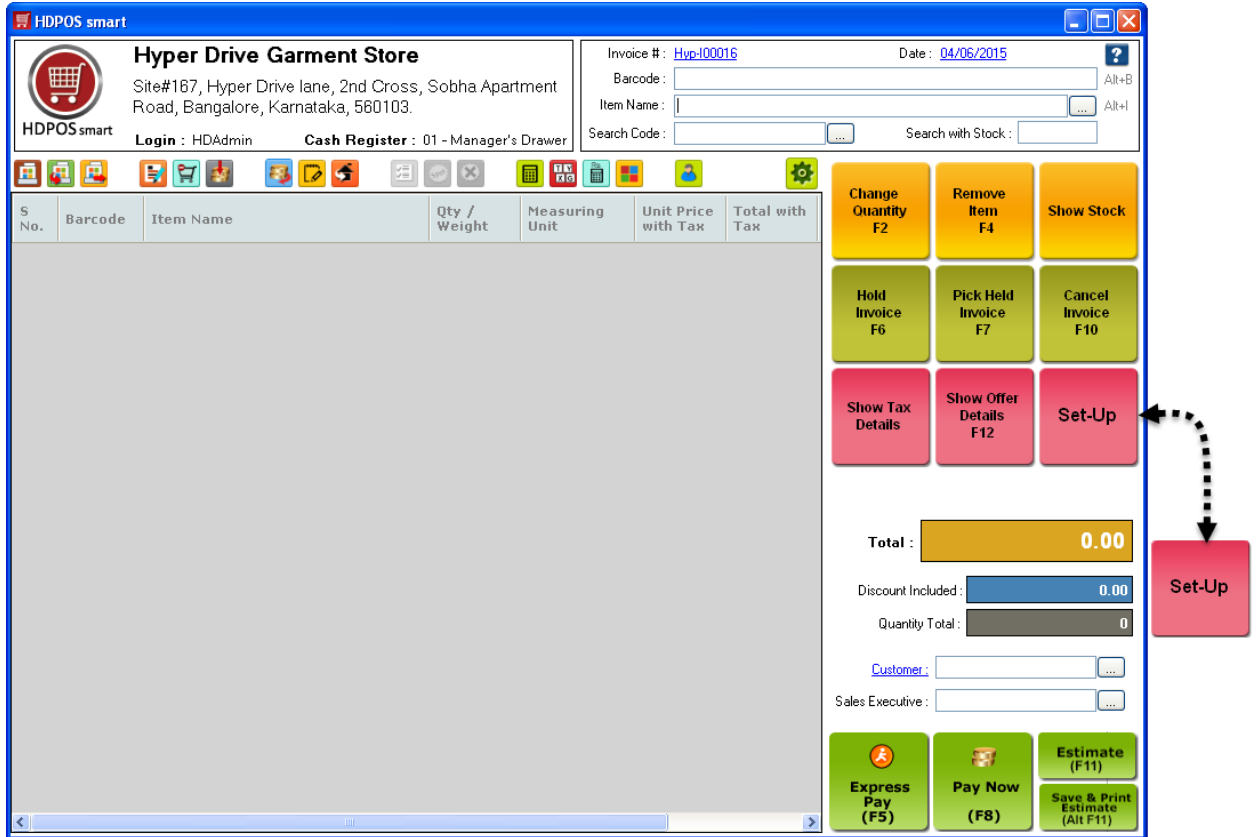 HDPOS smart
Hyper Drive Garment Store
Site#167, Hyper Drive lane, 2nd Cross, Sobha Apartment
Road, Bangalore, Karnataka, 560103.
HDPOS smart
Login : HDAdmin Cash Register : 01 - Manager's Drawer
Invoice # : Hyp-I00016 Date : 04/06/2015 ?
Barcode : Alt+B
Item Name : ... Alt+I
Search Code : ... Search with Stock :
S No. Barcode Item Name Qty / Weight Measuring Unit Unit Price with Tax Total with Tax
Change
Quantity
F2
Remove
Item
F4
Show Stock
Hold
Invoice
F6
Pick Held
Invoice
F7
Cancel
Invoice
F10
Show Tax
Details
Show Offer
Details
F12
Set-Up
Set-Up
Total : 0.00
Discount Included : 0.00
Quantity Total : 0
Customer : ...
Sales Executive : ...
Express
Pay
(F5)
Pay Now
(F8)
Estimate
(F11)
Save & Print
Estimate
(Alt F11)